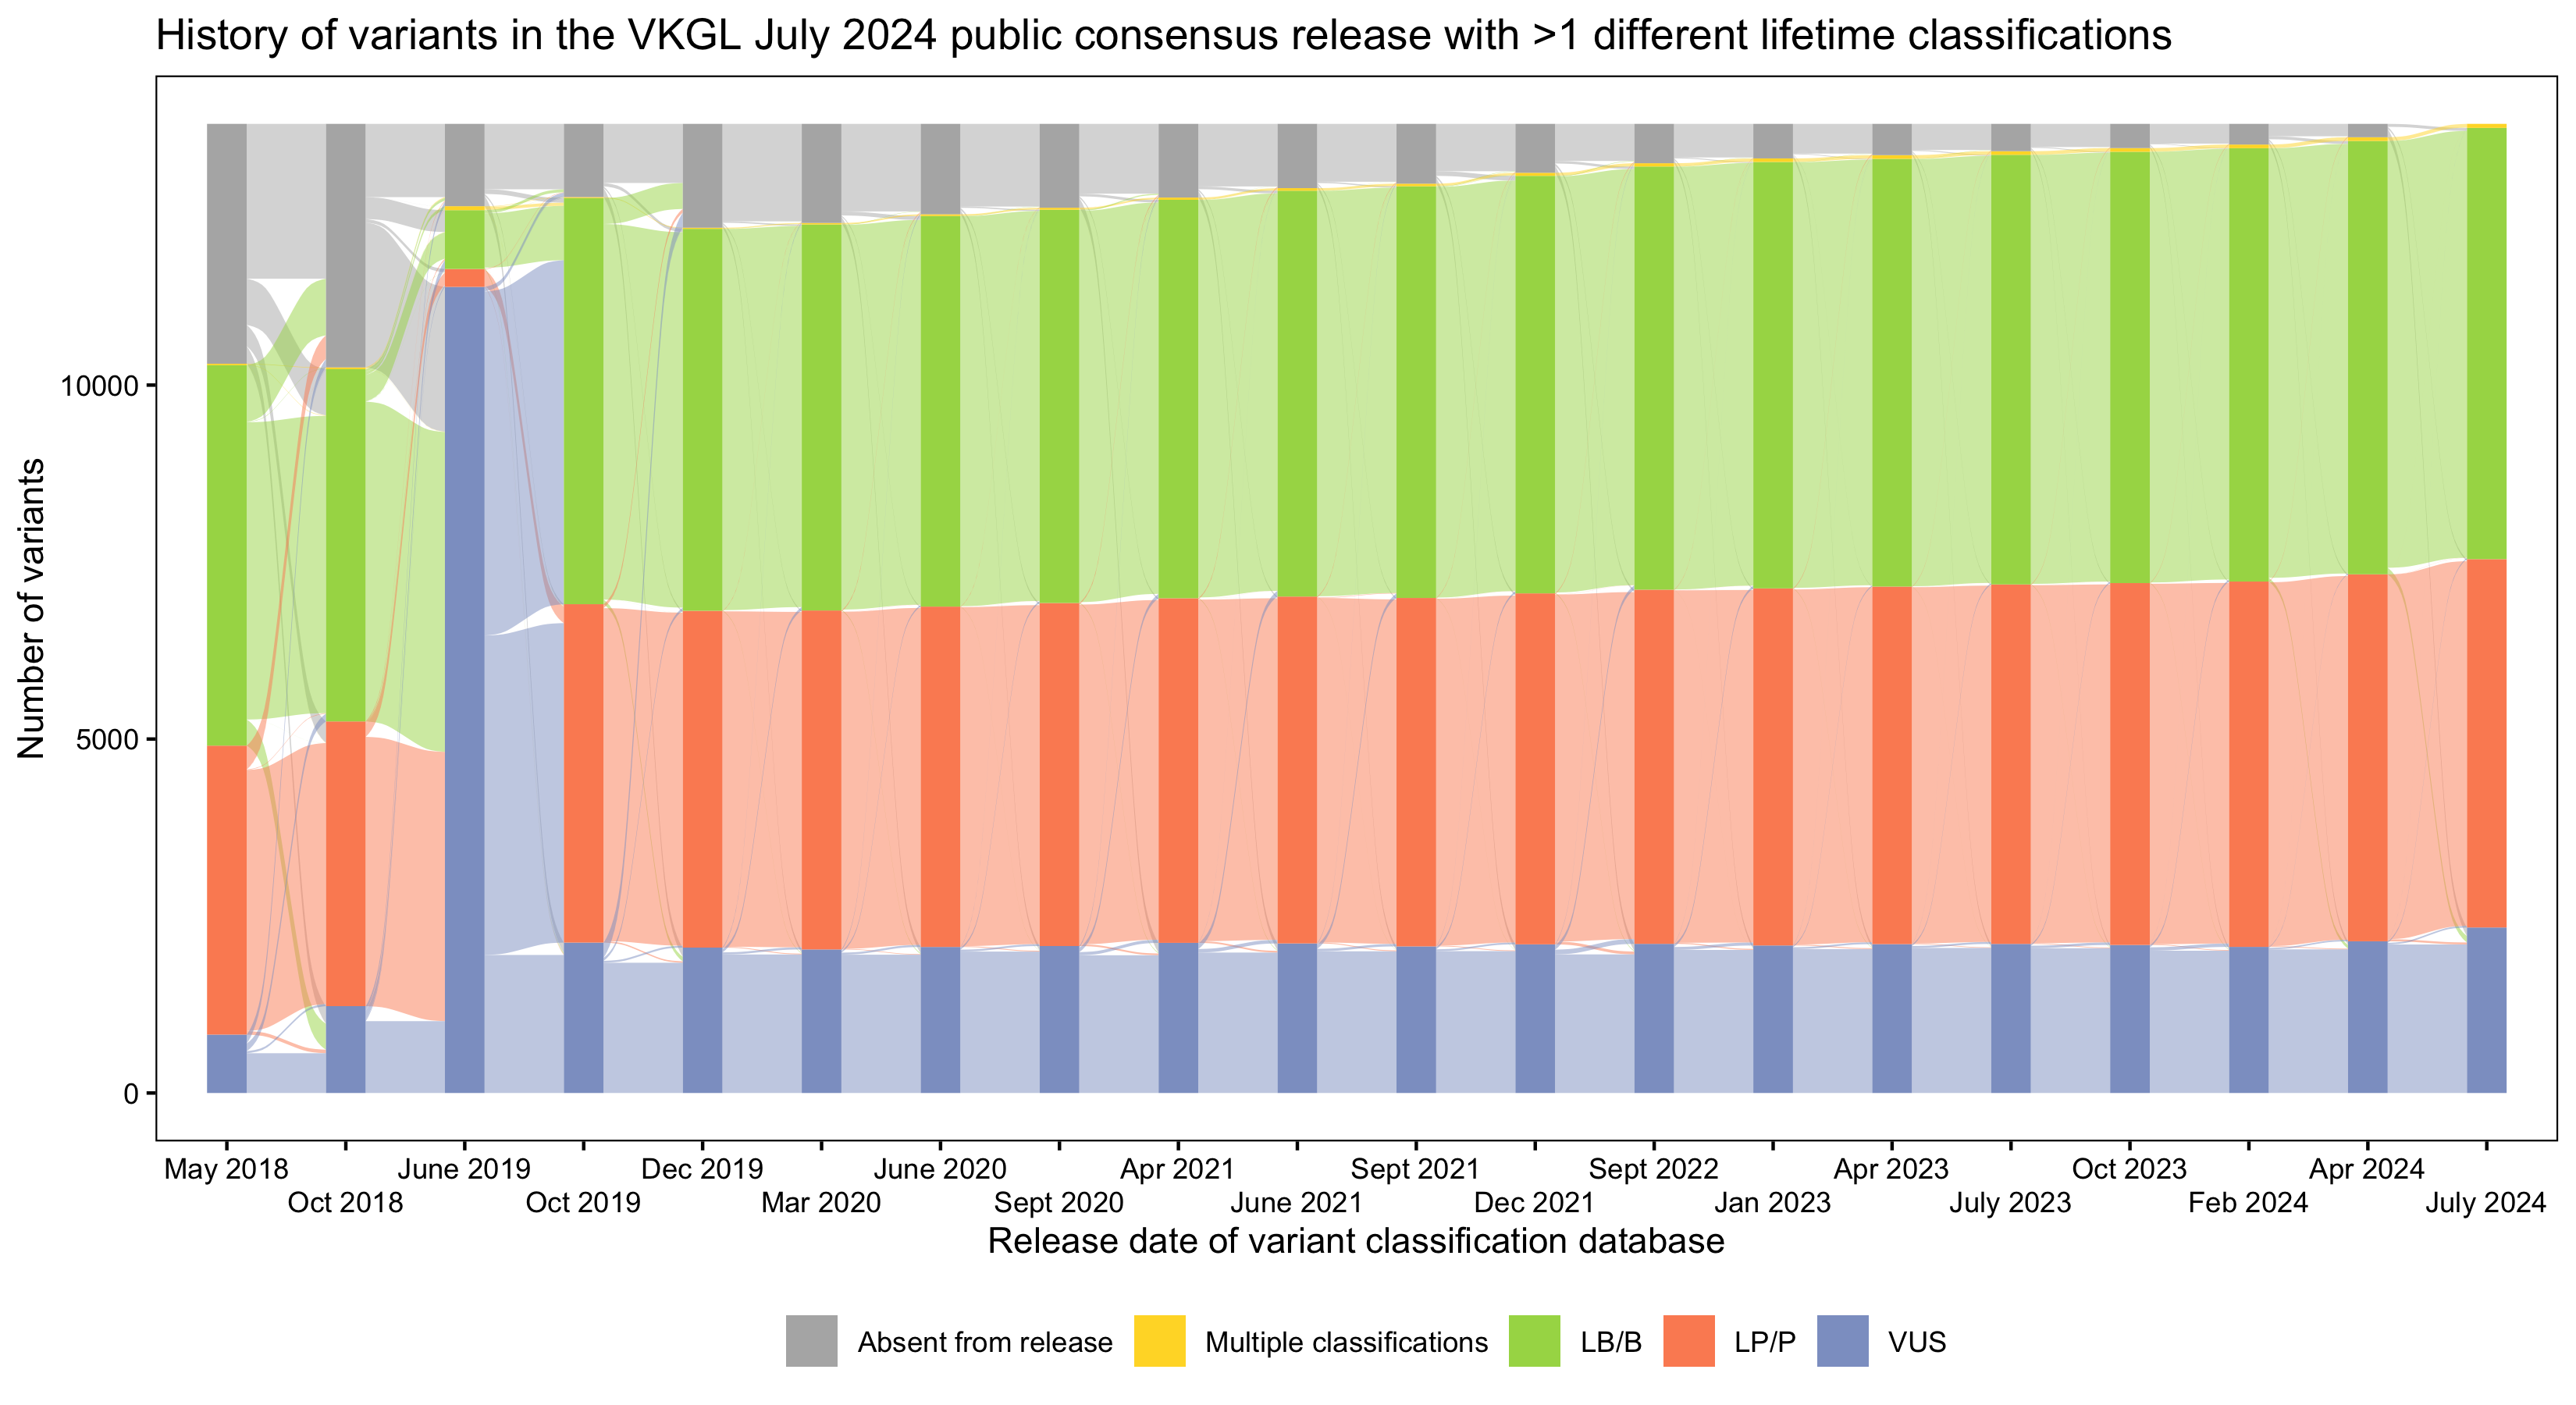 History of variants in the VKGL July 2024 public consensus release with >1 different lifetime classifications
Number of variants
10000
5000
0
May 2018
Oct 2018
June 2019
Oct 2019
Dec 2019
Mar 2020
June 2020
Sept 2020
Apr 2021
June 2021
Sept 2021
Dec 2021
Sept 2022
Jan 2023
Apr 2023
July 2023
Oct 2023
Feb 2024
Apr 2024
July 2024
Release date of variant classification database
Absent from release
Multiple classifications
LB/B
LP/P
VUS